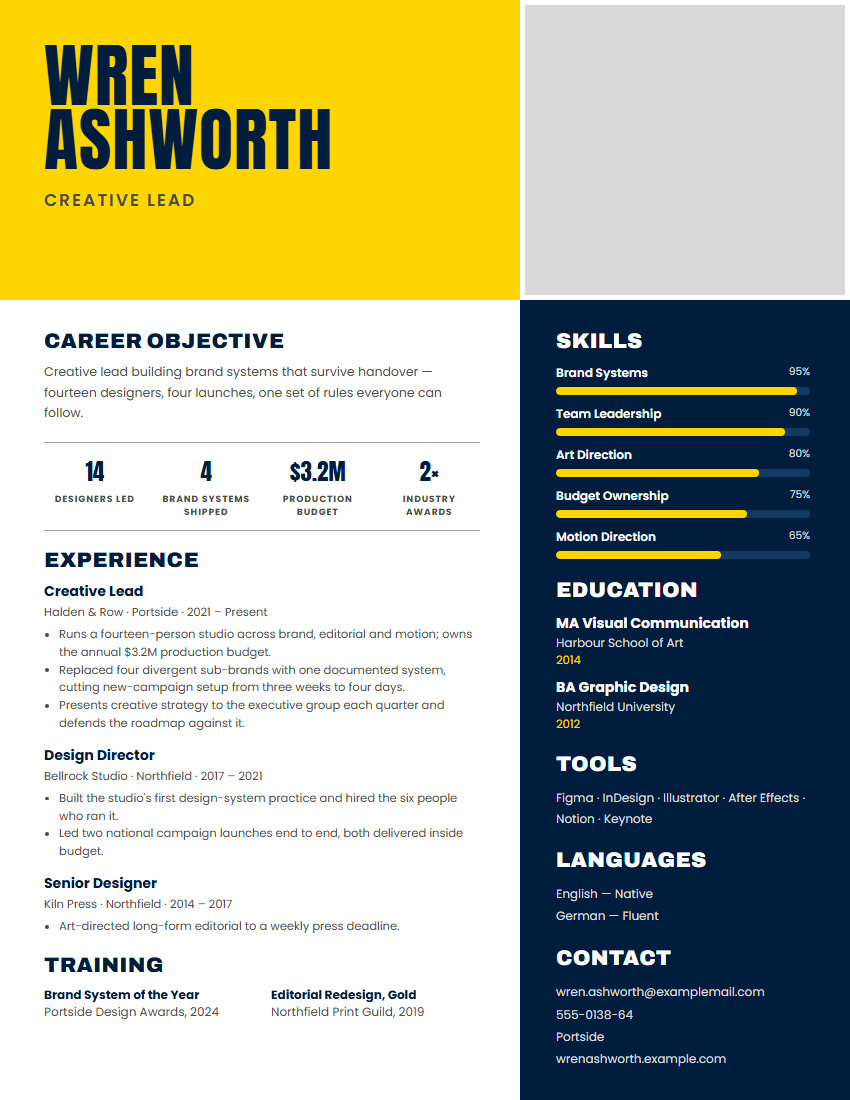 WREN
ASHWORTH
CREATIVE LEAD
CAREER OBJECTIVE
Creative lead building brand systems that survive handover —
fourteen designers, four launches, one set of rules everyone can
follow.
14
DESIGNERS LED
4
BRAND SYSTEMS
SHIPPED
$3.2M
PRODUCTION
BUDGET
2×
INDUSTRY
AWARDS
EXPERIENCE
Creative Lead
Halden & Row · Portside · 2021 – Present
• Runs a fourteen-person studio across brand, editorial and motion; owns
the annual $3.2M production budget.
• Replaced four divergent sub-brands with one documented system,
cutting new-campaign setup from three weeks to four days.
• Presents creative strategy to the executive group each quarter and
defends the roadmap against it.
Design Director
Bellrock Studio · Northfield · 2017 – 2021
• Built the studio's first design-system practice and hired the six people
who ran it.
• Led two national campaign launches end to end, both delivered inside
budget.
Senior Designer
Kiln Press · Northfield · 2014 – 2017
• Art-directed long-form editorial to a weekly press deadline.
TRAINING
Brand System of the Year
Portside Design Awards, 2024
Editorial Redesign, Gold
Northfield Print Guild, 2019
SKILLS
Brand Systems 95%
Team Leadership 90%
Art Direction 80%
Budget Ownership 75%
Motion Direction 65%
EDUCATION
MA Visual Communication
Harbour School of Art
2014
BA Graphic Design
Northfield University
2012
TOOLS
Figma · InDesign · Illustrator · After Effects ·
Notion · Keynote
LANGUAGES
English — Native
German — Fluent
CONTACT
wren.ashworth@examplemail.com
555-0138-64
Portside
wrenashworth.example.com